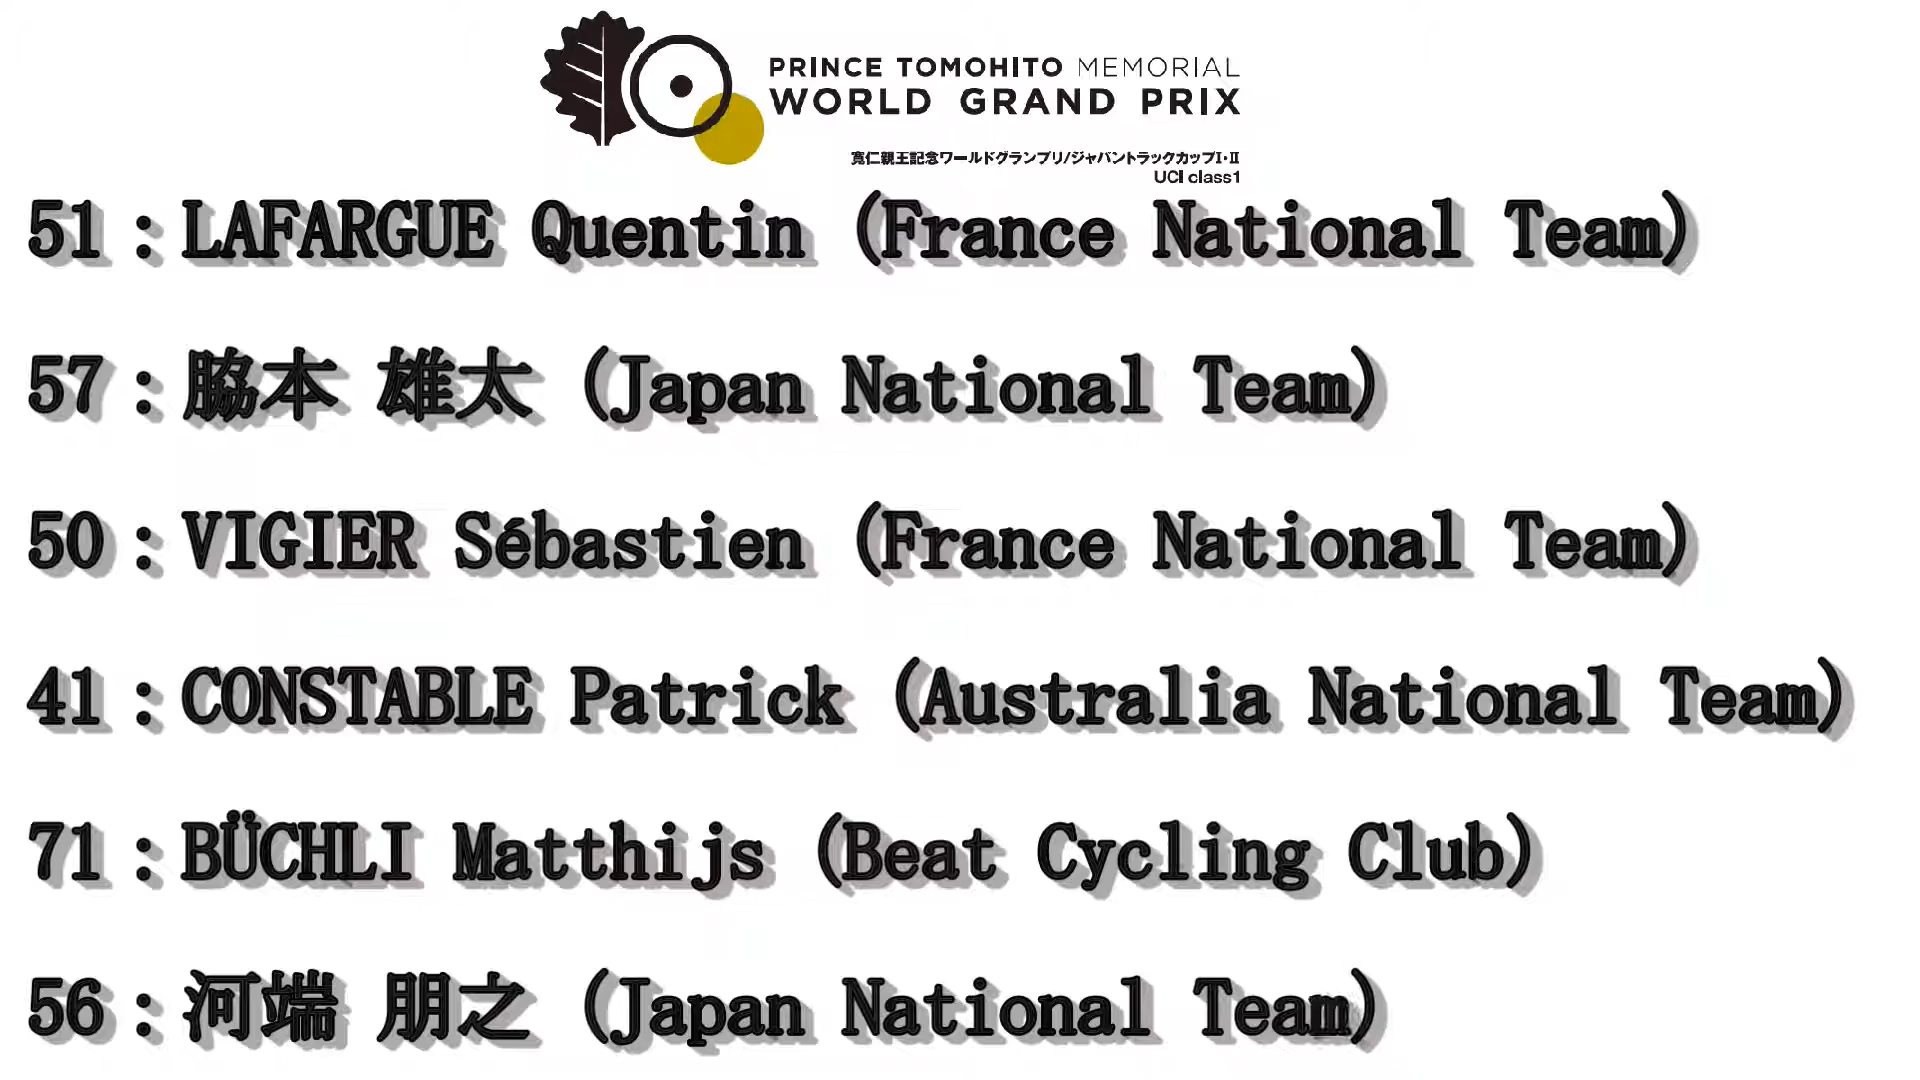 PRINCE TOMOHITO MEMORIAL
WORLD GRAND PRIX
寬仁親王記念ワールドグランプリ/ジャパントラックカップI・II
UCI class1
51：LAFARGUE Quentin (France National Team)
57：脇本 雄太 (Japan National Team)
50：VIGIER Sébastien (France National Team)
41：CONSTABLE Patrick (Australia National Team)
71：BÜCHLI Matthijs (Beat Cycling Club)
56：河端 朋之 (Japan National Team)